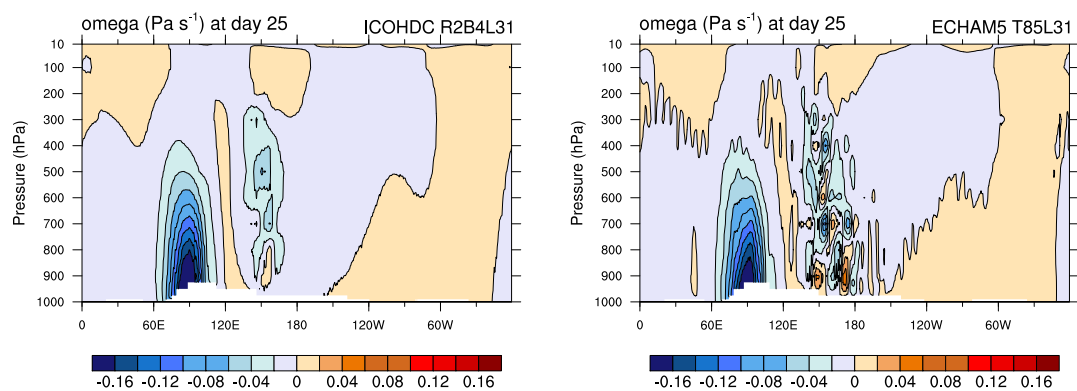 omega (Pa s⁻¹) at day 25 ICOHDC R2B4L31
10
100
200
300
400
500
600
700
800
900
1000
Pressure (hPa)
0 60E 120E 180 120W 60W
-0.16 -0.12 -0.08 -0.04 0 0.04 0.08 0.12 0.16
omega (Pa s⁻¹) at day 25 ECHAM5 T85L31
10
100
200
300
400
500
600
700
800
900
1000
Pressure (hPa)
0 60E 120E 180 120W 60W
-0.16 -0.12 -0.08 -0.04 0 0.04 0.08 0.12 0.16